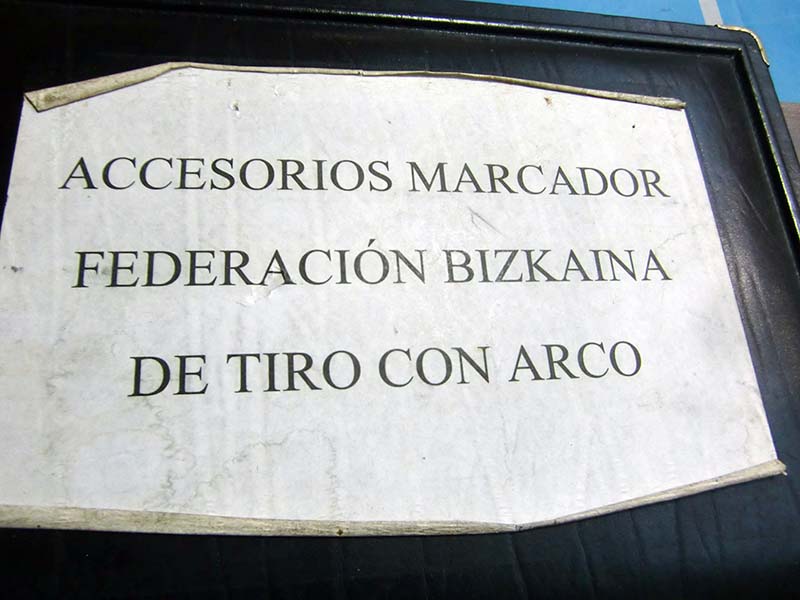 ACCESORIOS MARCADOR
FEDERACIÓN BIZKAINA
DE TIRO CON ARCO